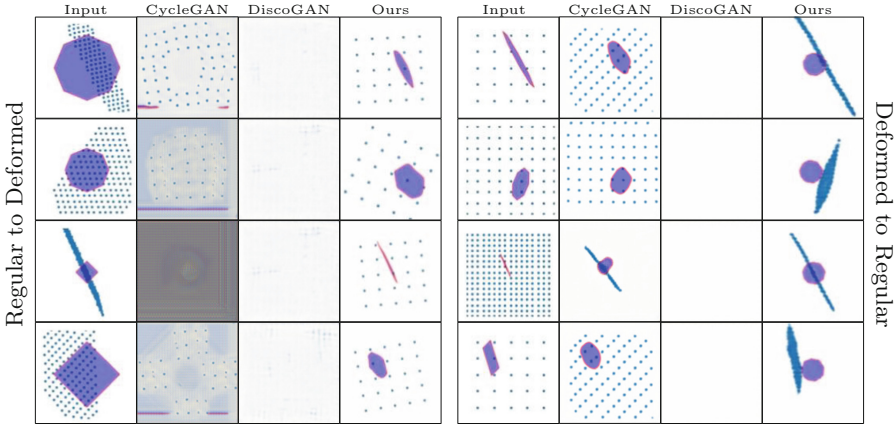 Input CycleGAN DiscoGAN Ours Input CycleGAN DiscoGAN Ours
Regular to Deformed
Deformed to Regular